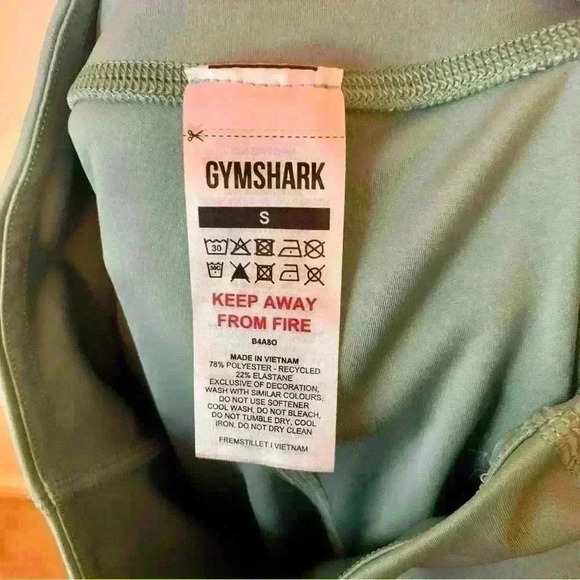 GYMSHARK
S
30
30C
KEEP AWAY
FROM FIRE
B4A8O
MADE IN VIETNAM
78% POLYESTER - RECYCLED
22% ELASTANE
EXCLUSIVE OF DECORATION,
WASH WITH SIMILAR COLOURS,
DO NOT USE SOFTENER
COOL WASH, DO NOT BLEACH,
DO NOT TUMBLE DRY, COOL
IRON, DO NOT DRY CLEAN
FREMSTILLET I VIETNAM